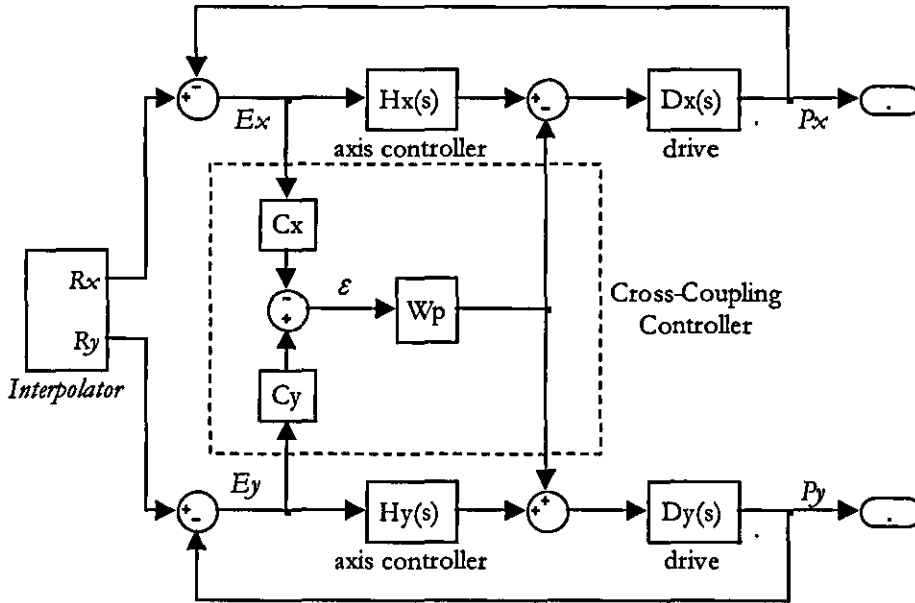 Ex
Hx(s)
axis controller
Dx(s)
drive
Px
Cx
Rx
Ry
Interpolator
ε
Wp
Cross-Coupling
Controller
Cy
Ey
Hy(s)
axis controller
Dy(s)
drive
Py